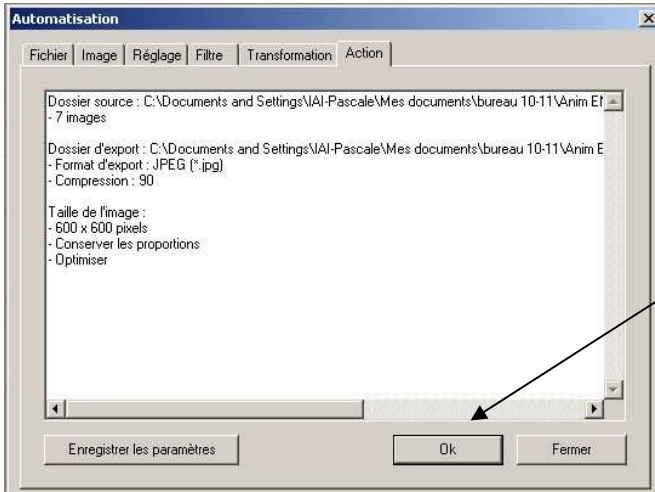 Automatisation
Fichier Image Réglage Filtre Transformation Action
Dossier source : C:\Documents and Settings\IAI-Pascale\Mes documents\bureau 10-11\Anim
- 7 images
Dossier d'export : C:\Documents and Settings\IAI-Pascale\Mes documents\bureau 10-11\Anim E
- Format d'export : JPEG (*.jpg)
- Compression : 90
Taille de l'image :
- 600 x 600 pixels
- Conserver les proportions
- Optimiser
Enregistrer les paramètres Ok Fermer